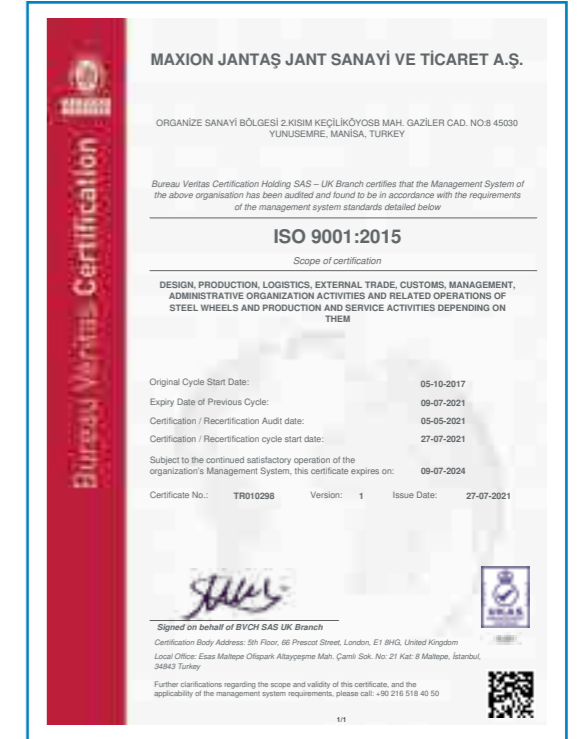 Bureau Veritas Certification
MAXION JANTAŞ JANT SANAYİ VE TİCARET A.Ş.
ORGANİZE SANAYİ BÖLGESİ 2.KISIM KEÇİLİKÖYOSB MAH. GAZİLER CAD. NO:8 45030
YUNUSEMRE, MANİSA, TURKEY
Bureau Veritas Certification Holding SAS – UK Branch certifies that the Management System of
the above organisation has been audited and found to be in accordance with the requirements
of the management system standards detailed below
ISO 9001:2015
Scope of certification
DESIGN, PRODUCTION, LOGISTICS, EXTERNAL TRADE, CUSTOMS, MANAGEMENT,
ADMINISTRATIVE ORGANIZATION ACTIVITIES AND RELATED OPERATIONS OF
STEEL WHEELS AND PRODUCTION AND SERVICE ACTIVITIES DEPENDING ON
THEM
Original Cycle Start Date: 05-10-2017
Expiry Date of Previous Cycle: 09-07-2021
Certification / Recertification Audit date: 05-05-2021
Certification / Recertification cycle start date: 27-07-2021
Subject to the continued satisfactory operation of the
organization's Management System, this certificate expires on: 09-07-2024
Certificate No.: TR010298 Version: 1 Issue Date: 27-07-2021
Signed on behalf of BVCH SAS UK Branch
Certification Body Address: 5th Floor, 66 Prescot Street, London, E1 8HG, United Kingdom
Local Office: Esas Maltepe Ofispark Altayçeşme Mah. Çamlı Sok. No: 21 Kat: 8 Maltepe, İstanbul,
34843 Turkey
Further clarifications regarding the scope and validity of this certificate, and the
applicability of the management system requirements, please call: +90 216 518 40 50
UKAS
1/1